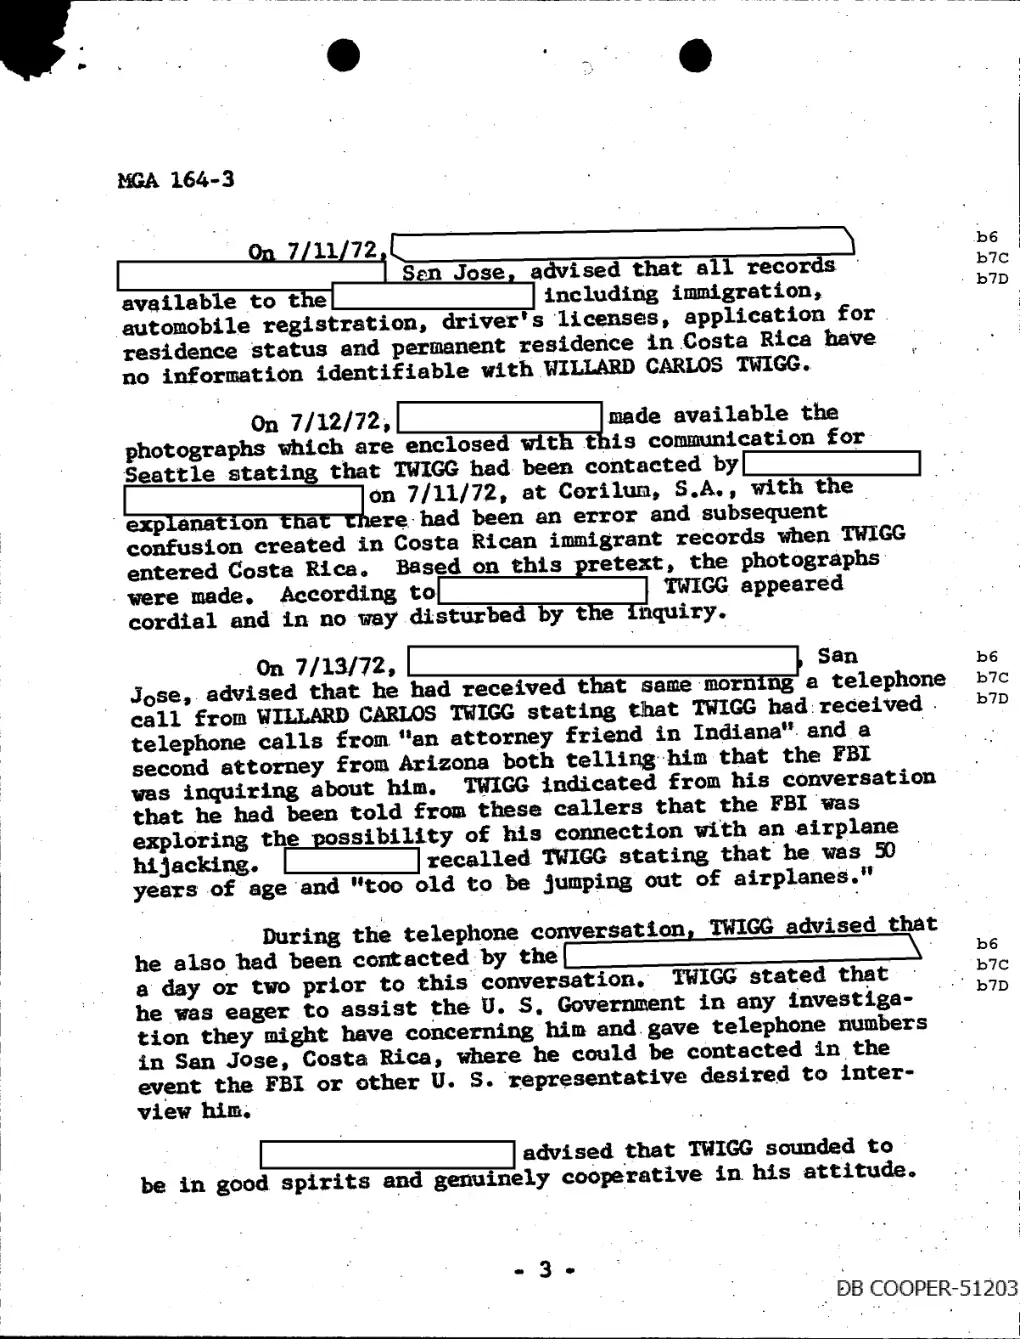 MGA 164-3
On 7/11/72,
b6
San Jose, advised that all records
b7C
b7D
available to the including immigration,
automobile registration, driver's licenses, application for
residence status and permanent residence in Costa Rica have
no information identifiable with WILLARD CARLOS TWIGG.
On 7/12/72, made available the
photographs which are enclosed with this communication for
Seattle stating that TWIGG had been contacted by
on 7/11/72, at Corilum, S.A., with the
explanation that there had been an error and subsequent
confusion created in Costa Rican immigrant records when TWIGG
entered Costa Rica. Based on this pretext, the photographs
were made. According to TWIGG appeared
cordial and in no way disturbed by the inquiry.
On 7/13/72, , San
b6
Jose, advised that he had received that same morning a telephone
b7C
call from WILLARD CARLOS TWIGG stating that TWIGG had received
b7D
telephone calls from "an attorney friend in Indiana" and a
second attorney from Arizona both telling him that the FBI
was inquiring about him. TWIGG indicated from his conversation
that he had been told from these callers that the FBI was
exploring the possibility of his connection with an airplane
hijacking. recalled TWIGG stating that he was 50
years of age and "too old to be jumping out of airplanes."
During the telephone conversation, TWIGG advised that
b6
he also had been contacted by the
b7C
a day or two prior to this conversation. TWIGG stated that
b7D
he was eager to assist the U. S. Government in any investiga-
tion they might have concerning him and gave telephone numbers
in San Jose, Costa Rica, where he could be contacted in the
event the FBI or other U. S. representative desired to inter-
view him.
advised that TWIGG sounded to
be in good spirits and genuinely cooperative in his attitude.
- 3 -
DB COOPER-51203